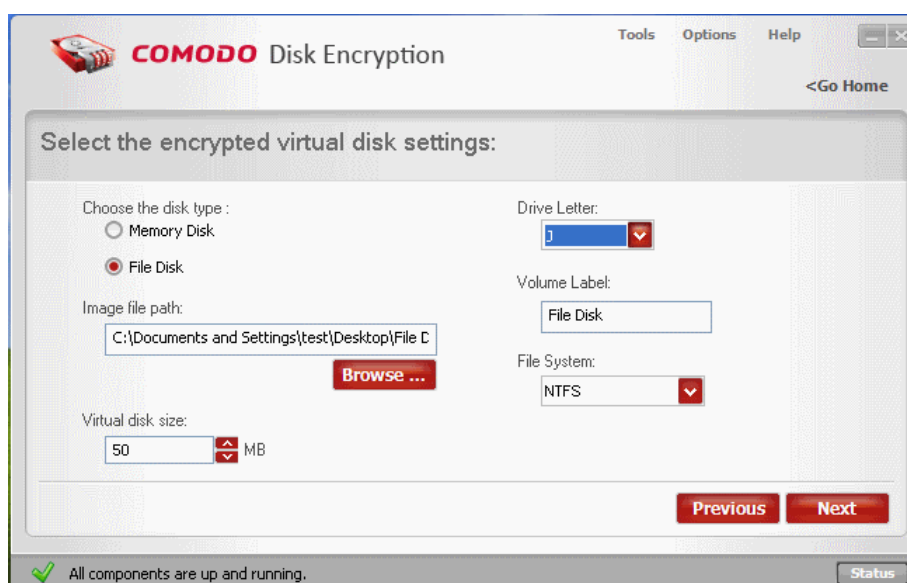 Tools Options Help
COMODO Disk Encryption
<Go Home
Select the encrypted virtual disk settings:
Choose the disk type :
Memory Disk
File Disk
Image file path:
C:\Documents and Settings\test\Desktop\File D
Browse ...
Virtual disk size:
50 MB
Drive Letter:
J
Volume Label:
File Disk
File System:
NTFS
Previous Next
All components are up and running.
Status